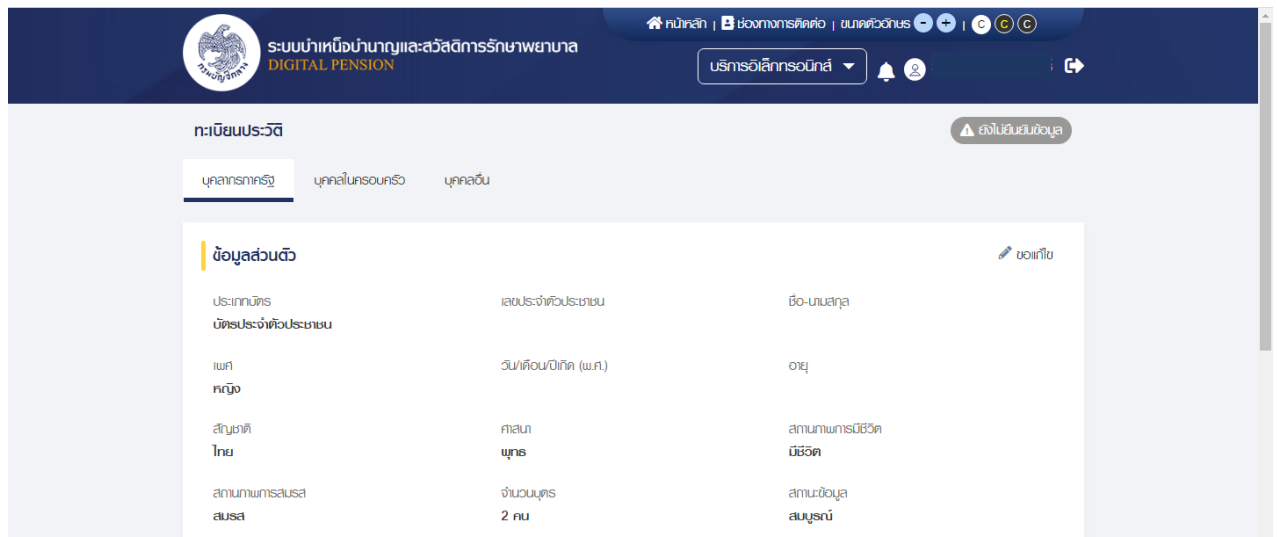 หน้าหลัก | ช่องทางการติดต่อ | ขนาดตัวอักษร - + | C C C
ระบบบำเหน็จบำนาญและสวัสดิการรักษาพยาบาล
DIGITAL PENSION
กรมบัญชีกลาง
บริการอิเล็กทรอนิกส์
ทะเบียนประวัติ
ยังไม่ยืนยันข้อมูล
บุคลากรภาครัฐ บุคคลในครอบครัว บุคคลอื่น
ข้อมูลส่วนตัว ขอแก้ไข
ประเภทบัตร เลขประจำตัวประชาชน ชื่อ-นามสกุล
บัตรประจำตัวประชาชน
เพศ วัน/เดือน/ปีเกิด (พ.ศ.) อายุ
หญิง
สัญชาติ ศาสนา สถานภาพการมีชีวิต
ไทย พุทธ มีชีวิต
สถานภาพการสมรส จำนวนบุตร สถานะข้อมูล
สมรส 2 คน สมบูรณ์